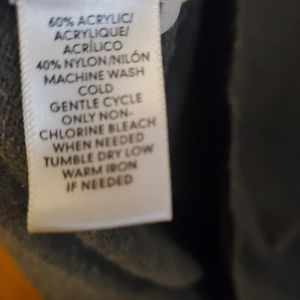 60% ACRYLIC/
ACRYLIQUE/
ACRÍLICO
40% NYLON/NILÓN
MACHINE WASH
COLD
GENTLE CYCLE
ONLY NON-
CHLORINE BLEACH
WHEN NEEDED
TUMBLE DRY LOW
WARM IRON
IF NEEDED